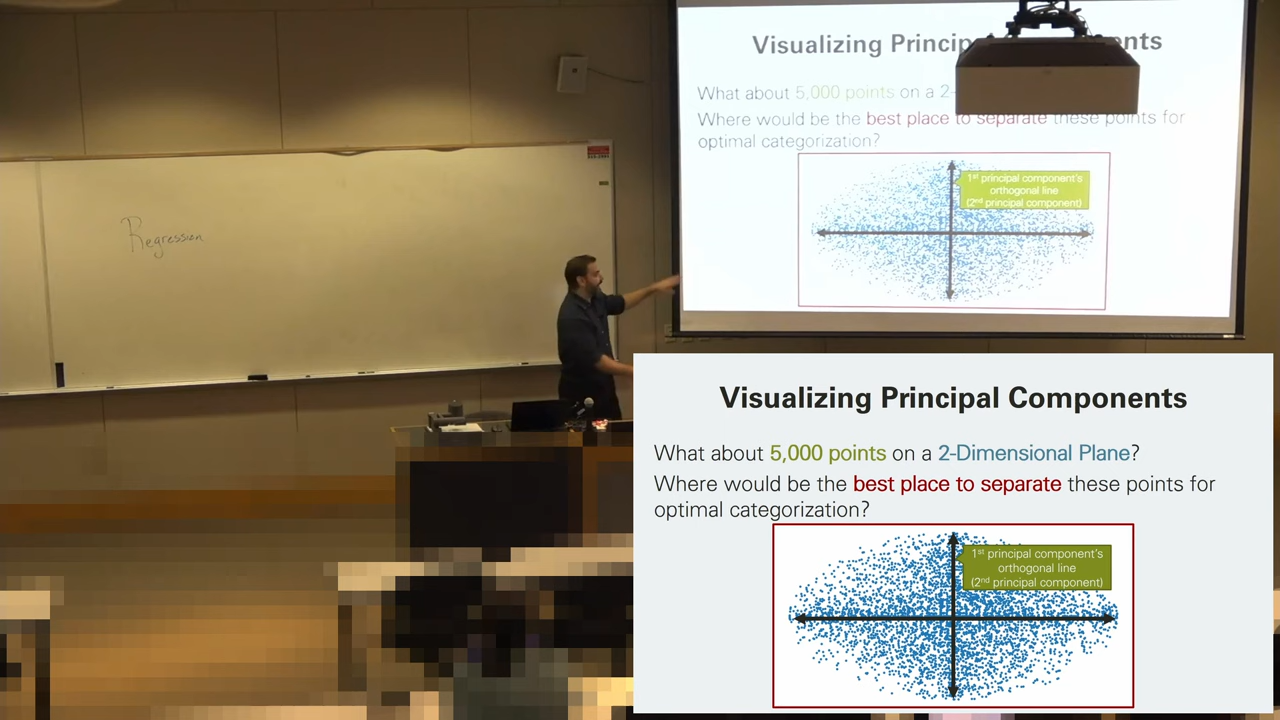 Regression
Visualizing Princip nts
What about 5,000 points on a 2-
Where would be the best place to separate these points for
optimal categorization?
1st principal component's
orthogonal line
(2nd principal component)
Visualizing Principal Components
What about 5,000 points on a 2-Dimensional Plane?
Where would be the best place to separate these points for
optimal categorization?
1st principal component's
orthogonal line
(2nd principal component)